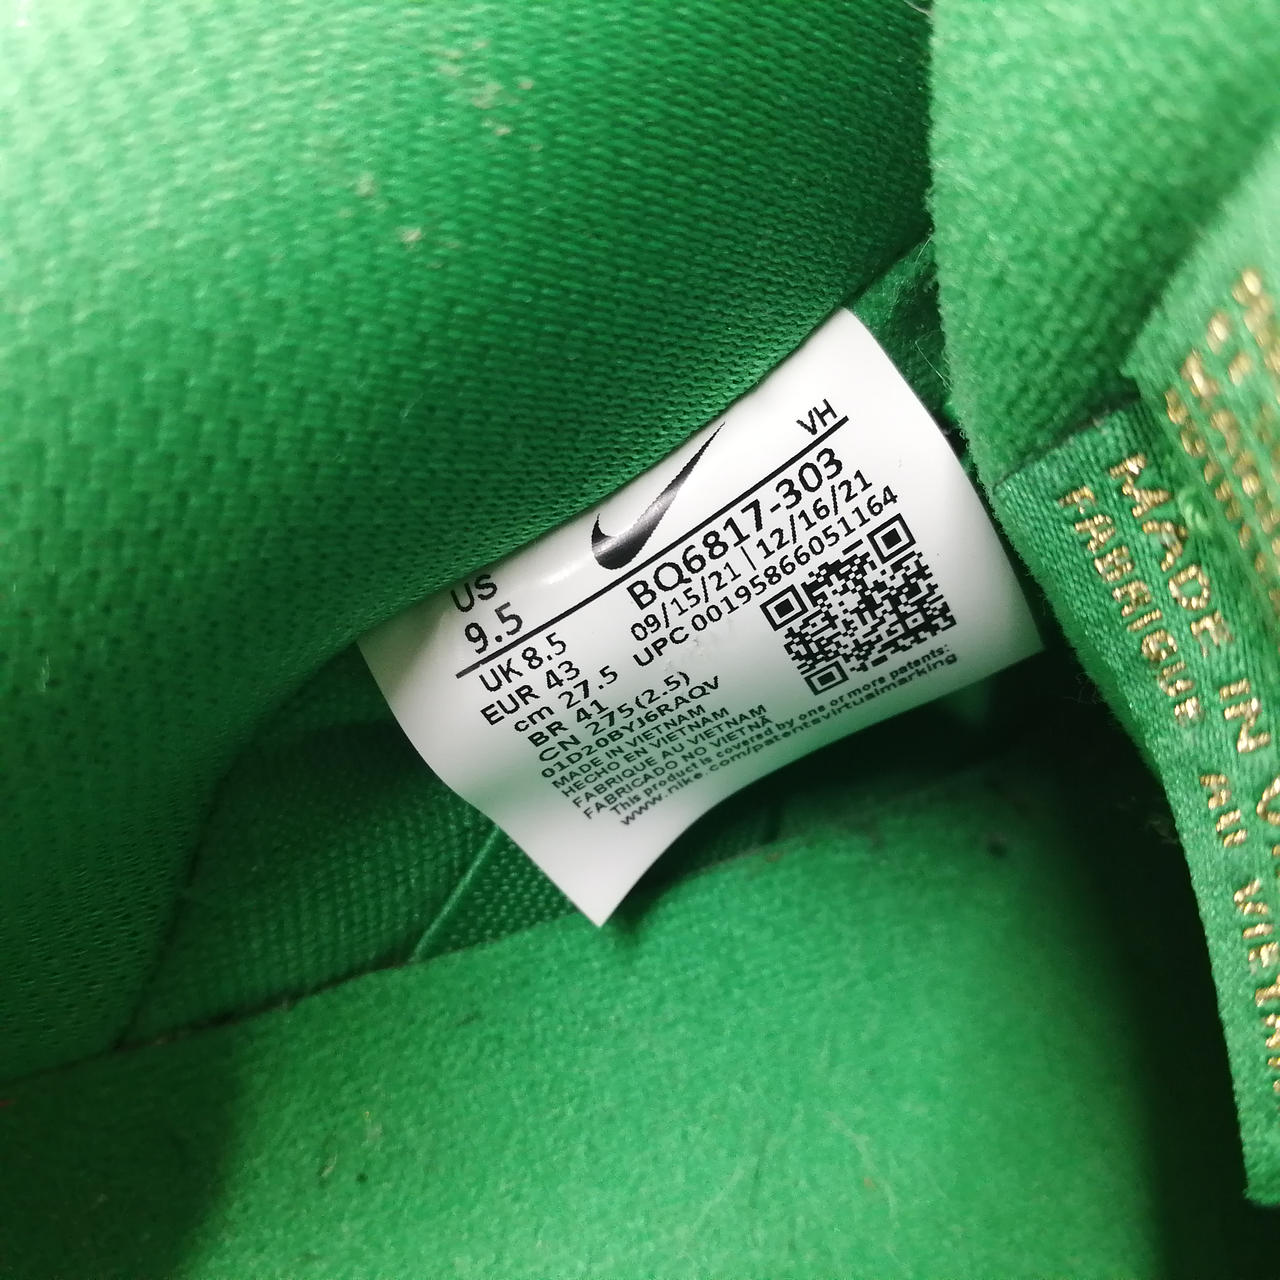 VH
US
9.5
BQ6817-303
09/15/21 | 12/16/21
UPC 00195866051164
UK 8.5
EUR 43
cm 27.5
BR 41
CN 275(2.5)
01D20BYJ6RAQV
MADE IN VIETNAM
HECHO EN VIETNAM
FABRIQUE AU VIETNAM
FABRICADO NO VIETNÃ
This product is covered by one or more patents:
www.nike.com/patentsvirtualmarking
MADE IN
FABRIQUE AU